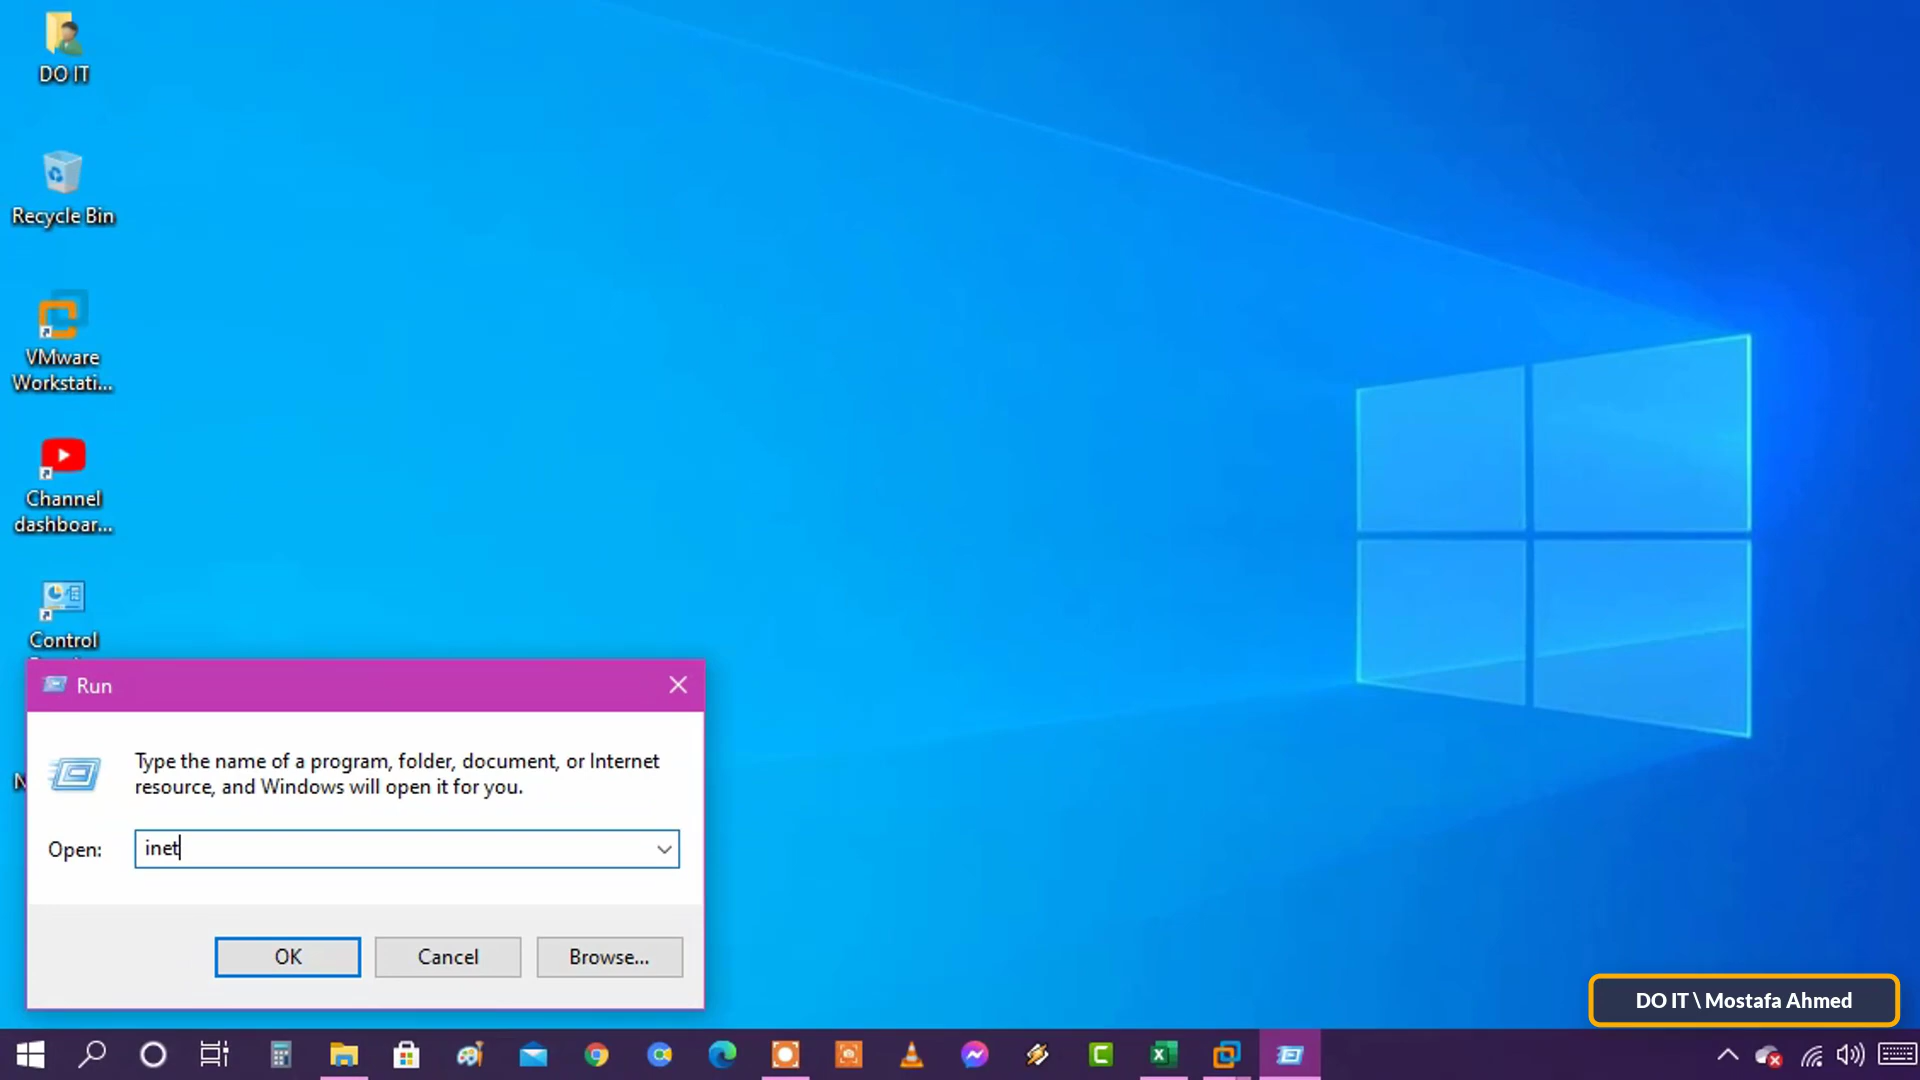 DO IT
Recycle Bin
VMware
Workstati...
Channel
dashboar...
Control
Run
Type the name of a program, folder, document, or Internet
resource, and Windows will open it for you.
Open:
inet
OK
Cancel
Browse...
DO IT \ Mostafa Ahmed